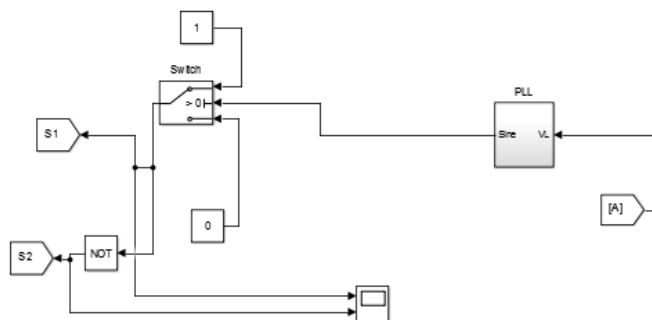 1
Switch
> 0
PLL
S1
Sine VL
[A]
0
S2
NOT